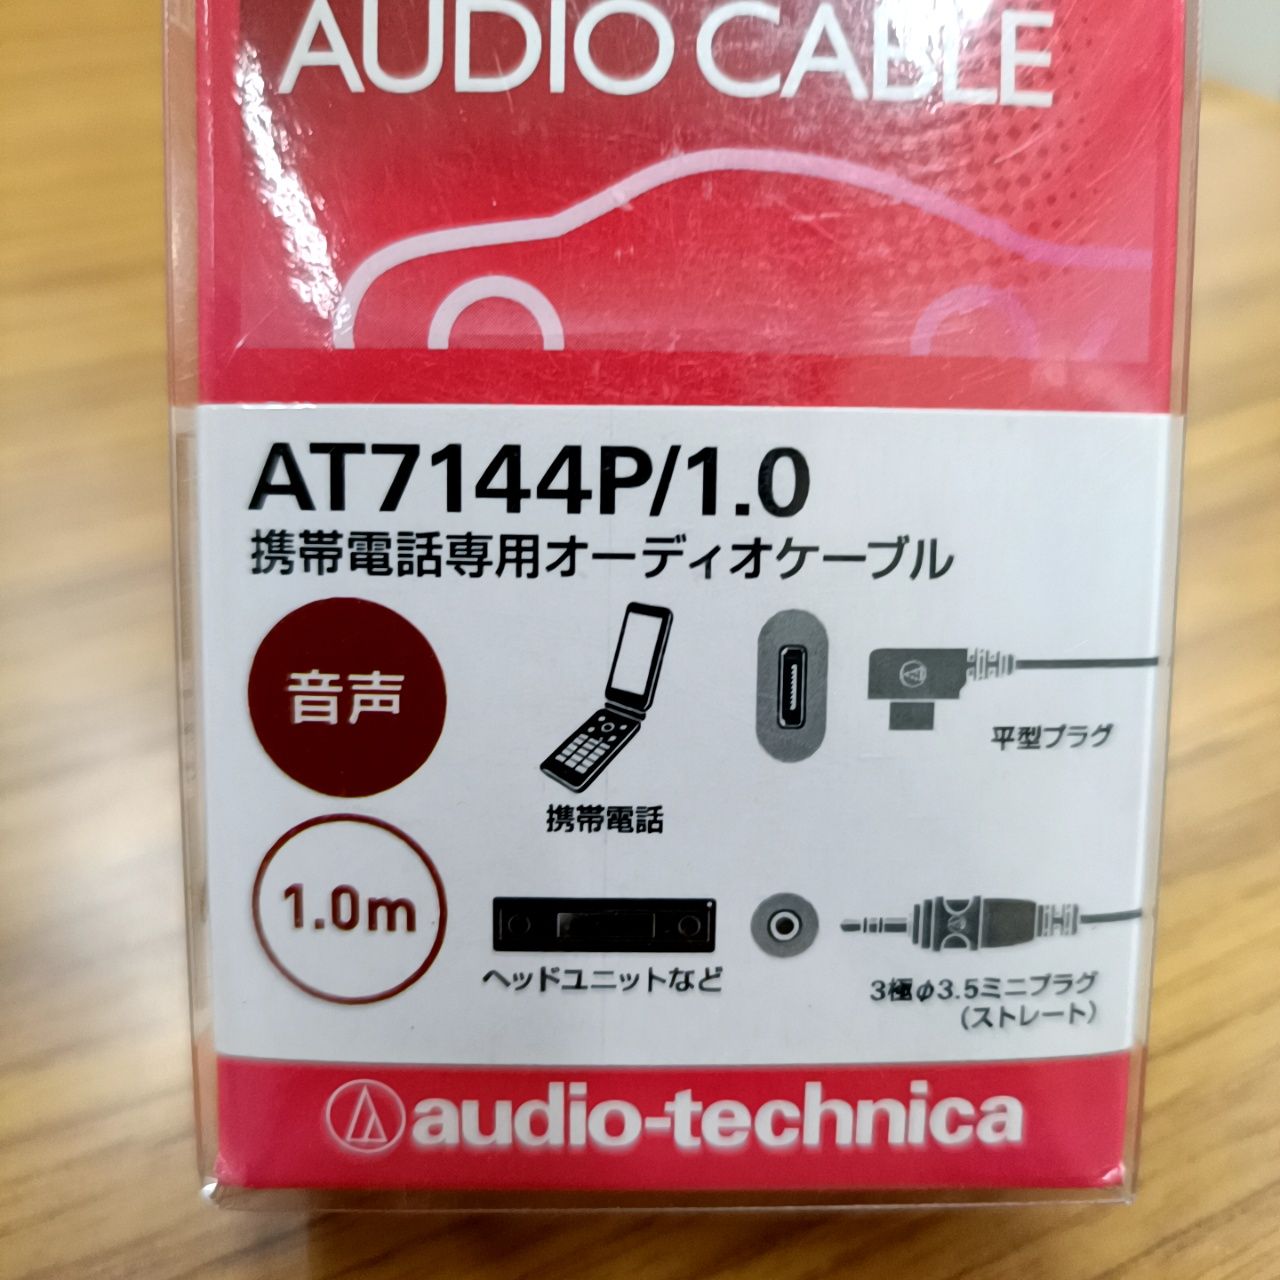 AUDIO CABLE
AT7144P/1.0
携帯電話専用オーディオケーブル
音声
携帯電話
平型プラグ
1.0m
ヘッドユニットなど
3極φ3.5ミニプラグ
(ストレート)
audio-technica